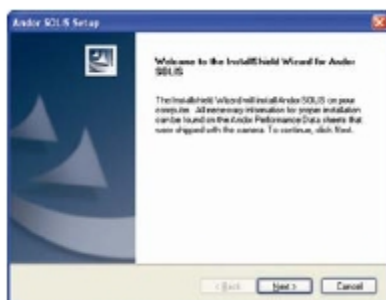 Andor SOLIS Setup
Welcome to the InstallShield Wizard for Andor
SOLIS
The InstallShield Wizard will install Andor SOLIS on your
computer. All necessary information for proper installation
can be found on the Andor Performance Data sheets that
were shipped with the camera. To continue, click Next.
< Back
Next >
Cancel